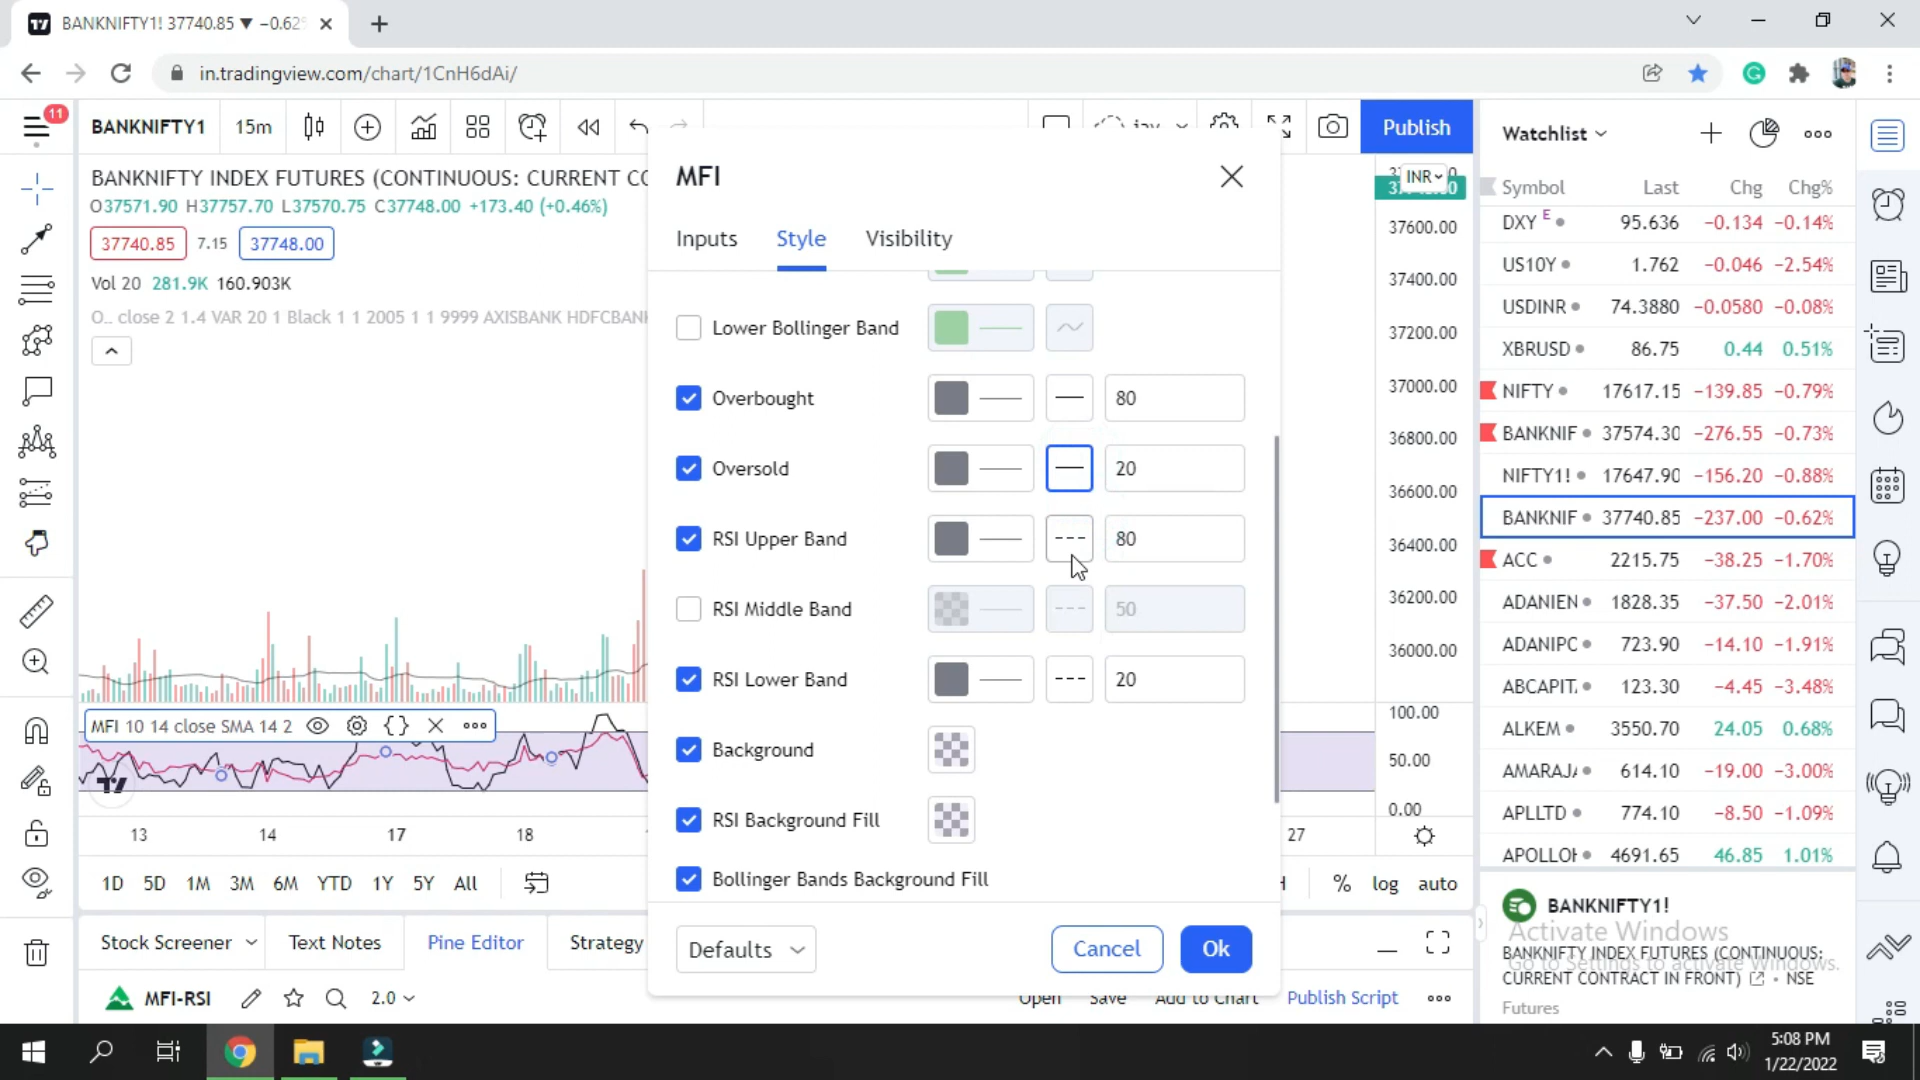 BANKNIFTY1! 37740.85 ▼ −0.62
in.tradingview.com/chart/1CnH6dAi/
11
BANKNIFTY1
15m
Publish
BANKNIFTY INDEX FUTURES (CONTINUOUS: CURRENT CO
O37571.90 H37757.70 L37570.75 C37748.00 +173.40 (+0.46%)
37740.85 7.15 37748.00
Vol 20 281.9K 160.903K
O.. close 2 1.4 VAR 20 1 Black 1 1 2005 1 1 9999 AXISBANK HDFCBANK
MFI 10 14 close SMA 14 2
13 14 17 18 27
1D 5D 1M 3M 6M YTD 1Y 5Y All
% log auto
Stock Screener
Text Notes
Pine Editor
Strategy
MFI-RSI
2.0
Open Save Add to Chart Publish Script
MFI
Inputs Style Visibility
Lower Bollinger Band
Overbought 80
Oversold 20
RSI Upper Band 80
RSI Middle Band 50
RSI Lower Band 20
Background
RSI Background Fill
Bollinger Bands Background Fill
Defaults
Cancel
Ok
INR
37600.00
37400.00
37200.00
37000.00
36800.00
36600.00
36400.00
36200.00
36000.00
100.00
50.00
0.00
Watchlist
Symbol Last Chg Chg%
DXY E 95.636 −0.134 −0.14%
US10Y 1.762 −0.046 −2.54%
USDINR 74.3880 −0.0580 −0.08%
XBRUSD 86.75 0.44 0.51%
NIFTY 17617.15 −139.85 −0.79%
BANKNIF 37574.30 −276.55 −0.73%
NIFTY1! 17647.90 −156.20 −0.88%
BANKNIF 37740.85 −237.00 −0.62%
ACC 2215.75 −38.25 −1.70%
ADANIEN 1828.35 −37.50 −2.01%
ADANIPO 723.90 −14.10 −1.91%
ABCAPIT. 123.30 −4.45 −3.48%
ALKEM 3550.70 24.05 0.68%
AMARAJA 614.10 −19.00 −3.00%
APLLTD 774.10 −8.50 −1.09%
APOLLOH 4691.65 46.85 1.01%
BANKNIFTY1!
Activate Windows
BANKNIFTY INDEX FUTURES (CONTINUOUS:
Go to Settings to activate Windows.
CURRENT CONTRACT IN FRONT) • NSE
Futures
5:08 PM
1/22/2022